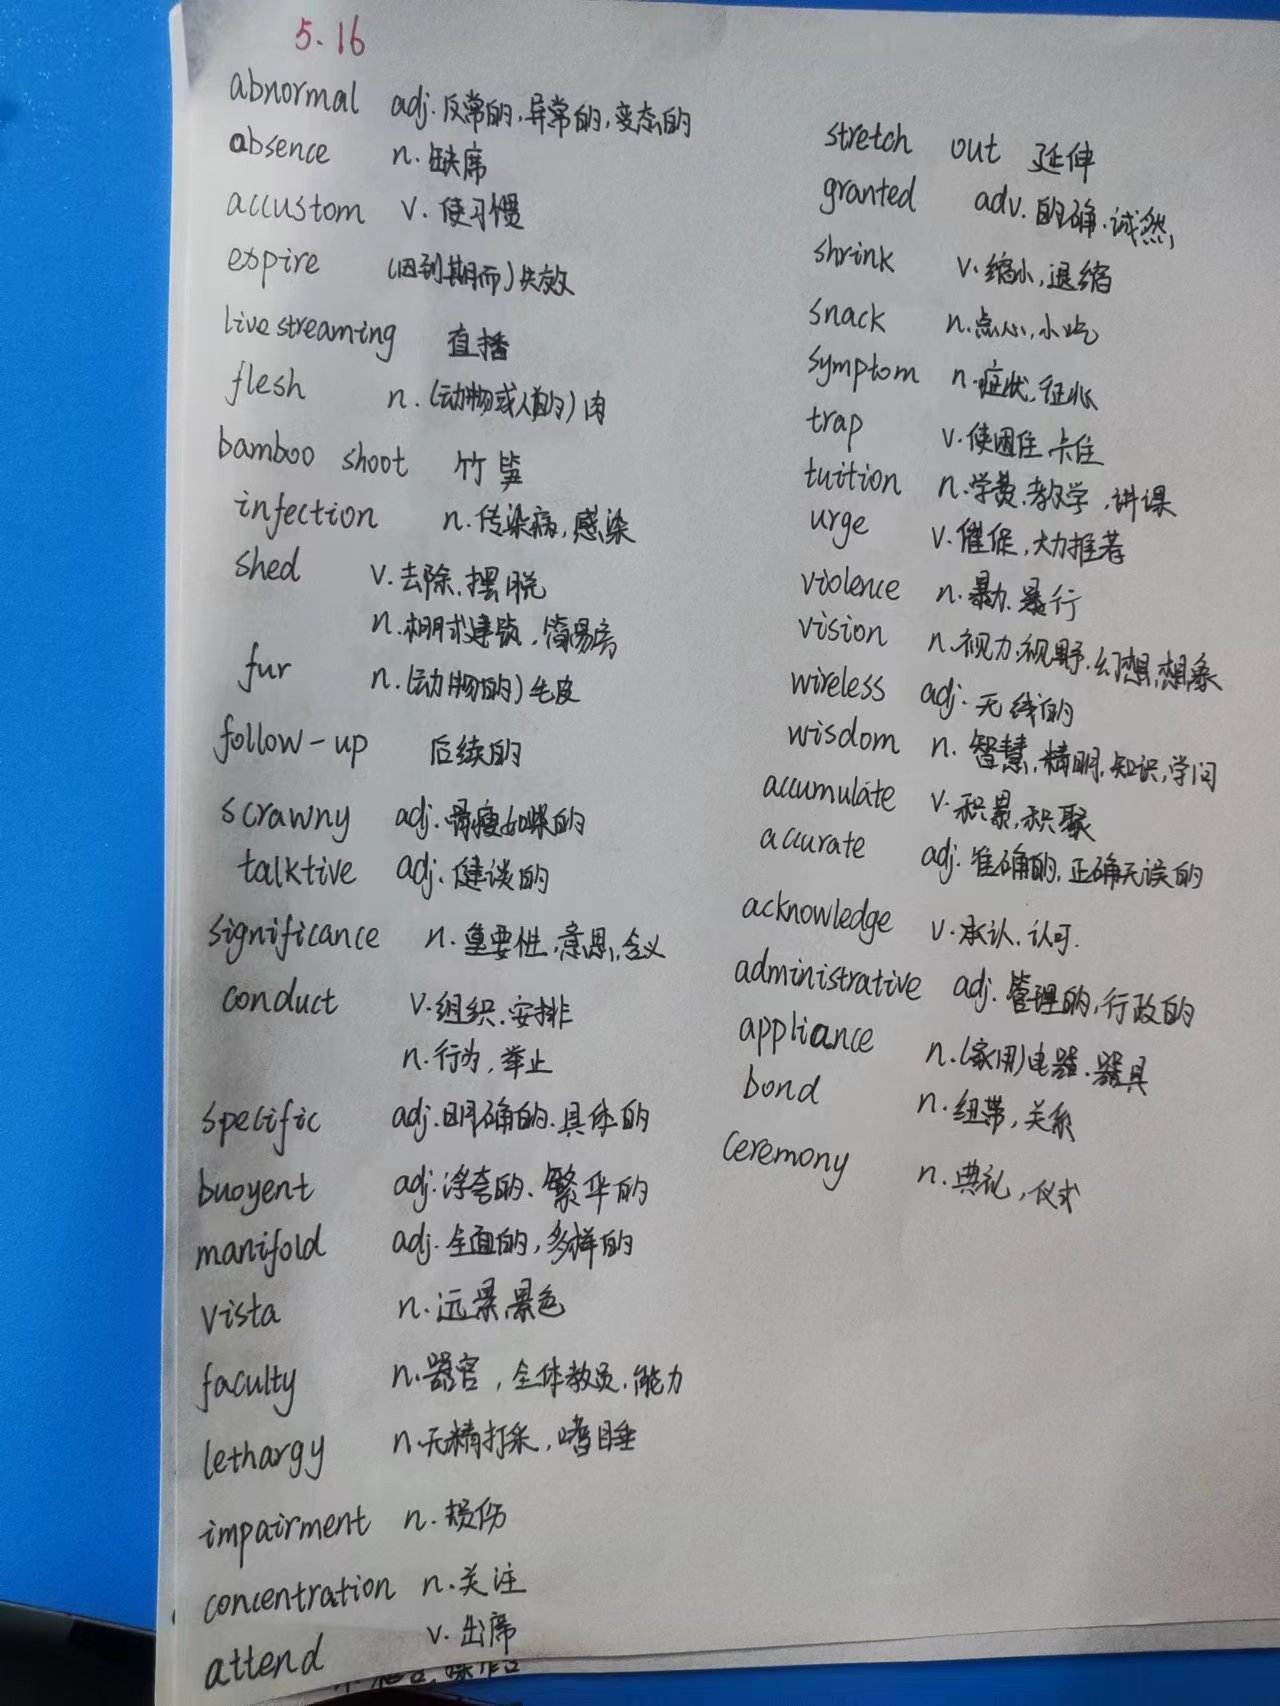 5.16
abnormal adj.反常的,异常的,变态的
absence n.缺席
accustom v.使习惯
expire (因到期而)失效
live streaming 直播
flesh n.(动物或人的)肉
bamboo shoot 竹笋
infection n.传染病,感染
shed v.去除.摆脱
n.棚式建筑,简易房
fur n.(动物的)毛皮
follow-up 后续的
scrawny adj.骨瘦如柴的
talktive adj.健谈的
significance n.重要性,意思,含义
conduct v.组织.安排
n.行为,举止
specific adj.明确的.具体的
buoyent adj.浮夸的、繁华的
manifold adj.全面的,多样的
vista n.远景,景色
faculty n.器官,全体教员.能力
lethargy n.无精打采,嗜睡
impairment n.损伤
concentration n.关注
attend v.出席
stretch out 延伸
granted adv.的确.诚然,
shrink v.缩小,退缩
snack n.点心,小吃
symptom n.症状,征兆
trap v.使困住,卡住
tuition n.学费.教学,讲课
urge v.催促,大力推荐
violence n.暴力.暴行
vision n.视力.视野.幻想,想象
wireless adj.无线的
wisdom n.智慧,精明,知识,学问
accumulate v.积累,积聚
accurate adj.准确的.正确无误的
acknowledge v.承认.认可.
administrative adj.管理的,行政的
appliance n.(家用)电器.器具
bond n.纽带,关系
ceremony n.典礼,仪式